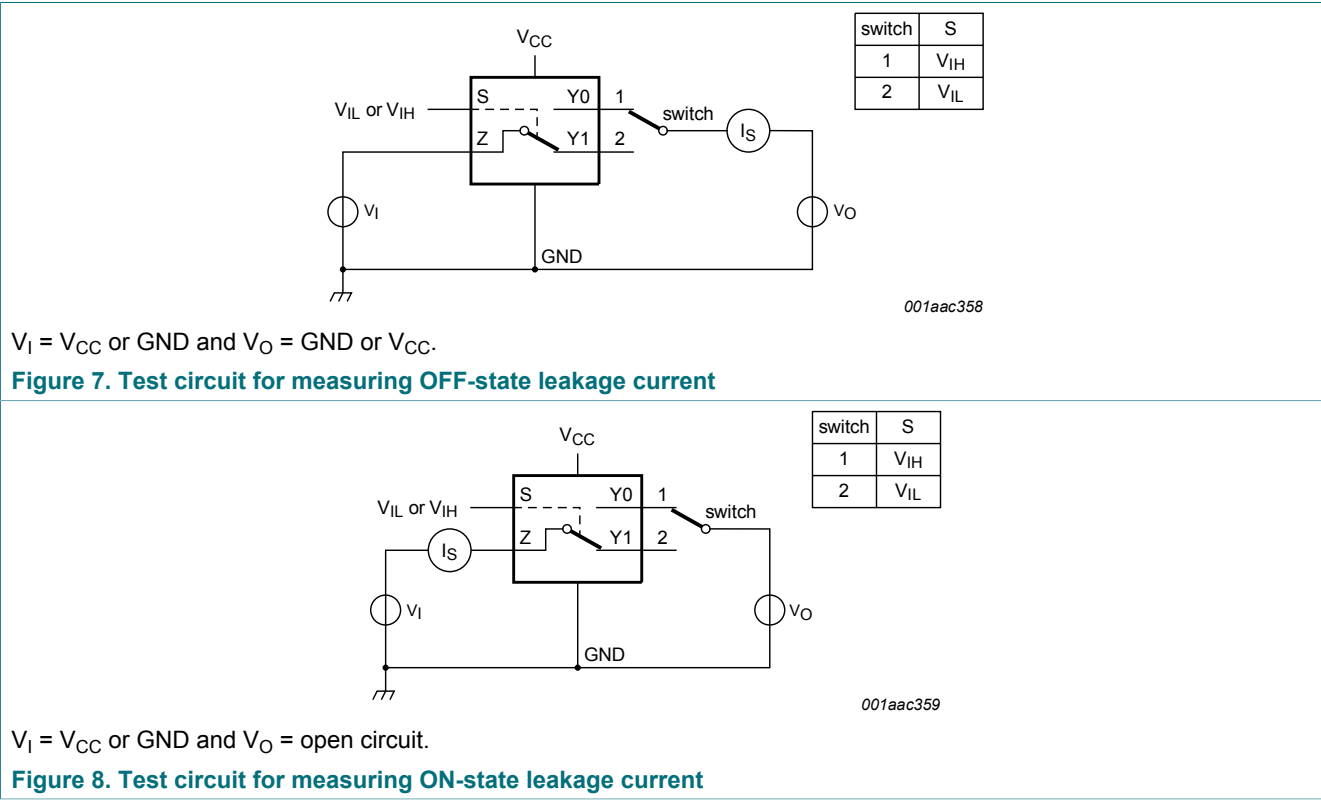 VCC
switch S
1 VIH
2 VIL
VIL or VIH
S Y0 1
switch
IS
Z Y1 2
VI
VO
GND
001aac358
VI = VCC or GND and VO = GND or VCC.
Figure 7. Test circuit for measuring OFF-state leakage current
VCC
switch S
1 VIH
2 VIL
VIL or VIH
S Y0 1
switch
IS
Z Y1 2
VI
VO
GND
001aac359
VI = VCC or GND and VO = open circuit.
Figure 8. Test circuit for measuring ON-state leakage current